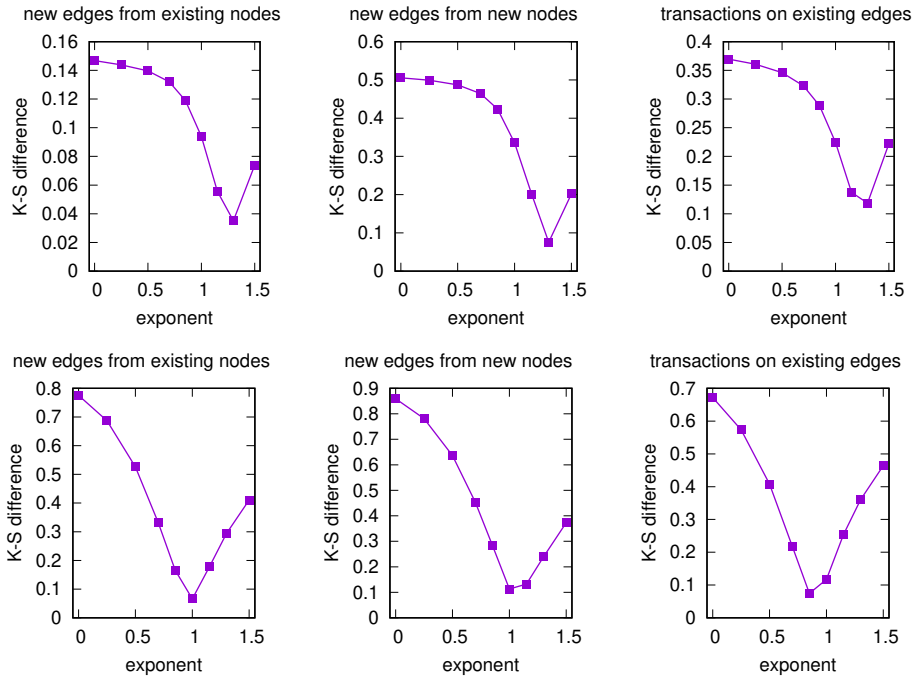 new edges from existing nodes
K-S difference
0.16
0.14
0.12
0.1
0.08
0.06
0.04
0.02
0
0 0.5 1 1.5
exponent
new edges from new nodes
K-S difference
0.6
0.5
0.4
0.3
0.2
0.1
0
0 0.5 1 1.5
exponent
transactions on existing edges
K-S difference
0.4
0.35
0.3
0.25
0.2
0.15
0.1
0.05
0
0 0.5 1 1.5
exponent
new edges from existing nodes
K-S difference
0.8
0.7
0.6
0.5
0.4
0.3
0.2
0.1
0
0 0.5 1 1.5
exponent
new edges from new nodes
K-S difference
0.9
0.8
0.7
0.6
0.5
0.4
0.3
0.2
0.1
0
0 0.5 1 1.5
exponent
transactions on existing edges
K-S difference
0.7
0.6
0.5
0.4
0.3
0.2
0.1
0
0 0.5 1 1.5
exponent